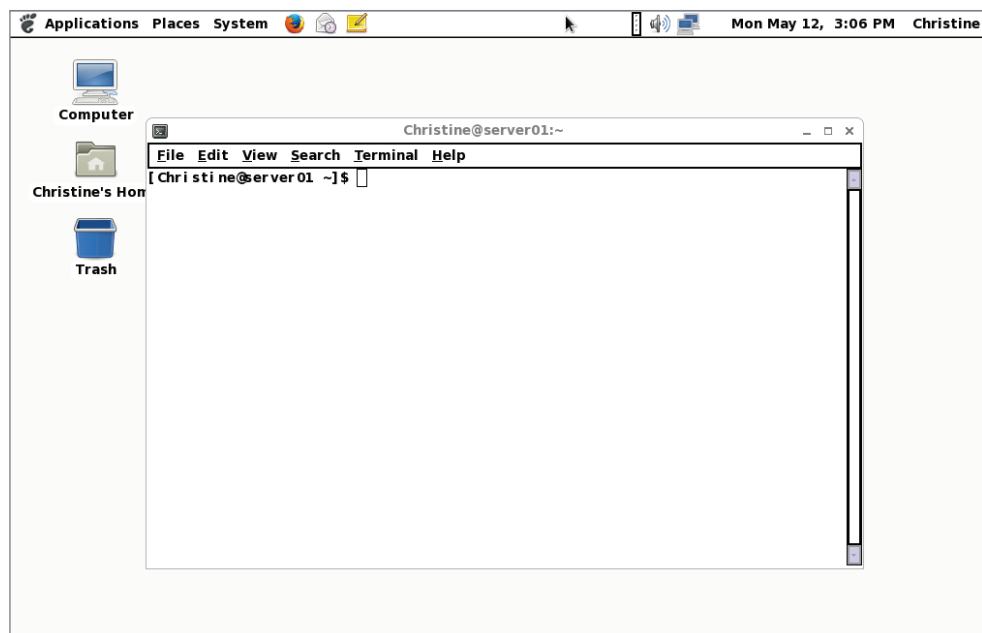 Applications Places System Mon May 12, 3:06 PM Christine
Computer
Christine@server01:~
File Edit View Search Terminal Help
[Christine@server01 ~]$
Christine's Hom
Trash